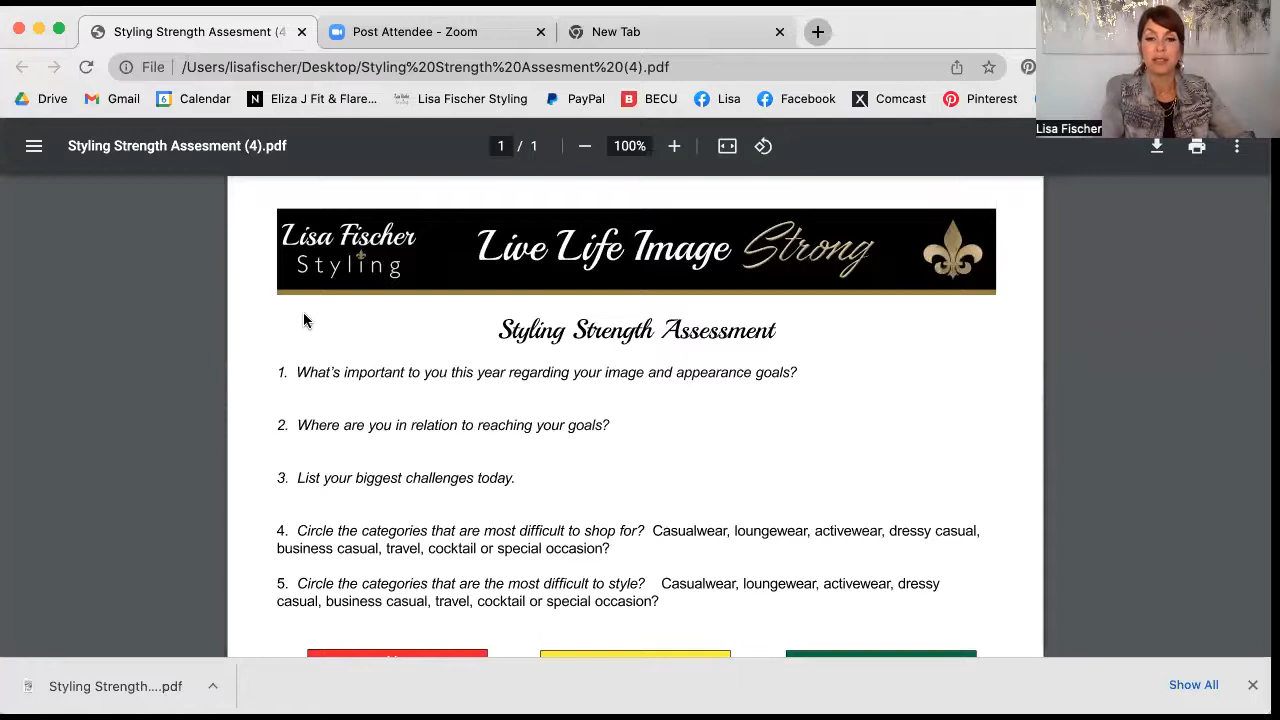 Styling Strength Assesment (4
Post Attendee - Zoom
New Tab
File
/Users/lisafischer/Desktop/Styling%20Strength%20Assesment%20(4).pdf
Drive
Gmail
Calendar
Eliza J Fit & Flare...
Lisa Fischer Styling
PayPal
BECU
Lisa
Facebook
Comcast
Pinterest
Lisa Fischer
Styling Strength Assesment (4).pdf
1 / 1
100%
Lisa Fischer
Styling
Live Life Image Strong
Styling Strength Assessment
1. What's important to you this year regarding your image and appearance goals?
2. Where are you in relation to reaching your goals?
3. List your biggest challenges today.
4. Circle the categories that are most difficult to shop for? Casualwear, loungewear, activewear, dressy casual,
business casual, travel, cocktail or special occasion?
5. Circle the categories that are the most difficult to style? Casualwear, loungewear, activewear, dressy
casual, business casual, travel, cocktail or special occasion?
Styling Strength....pdf
Show All